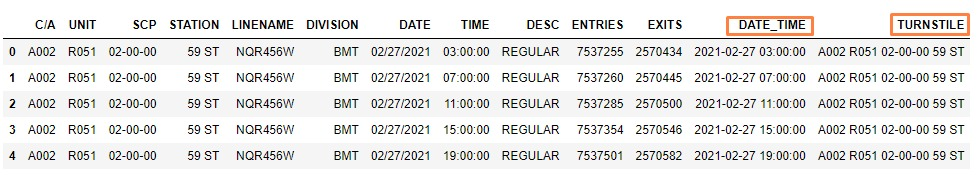 C/A UNIT SCP STATION LINENAME DIVISION DATE TIME DESC ENTRIES EXITS DATE_TIME TURNSTILE
0 A002 R051 02-00-00 59 ST NQR456W BMT 02/27/2021 03:00:00 REGULAR 7537255 2570434 2021-02-27 03:00:00 A002 R051 02-00-00 59 ST
1 A002 R051 02-00-00 59 ST NQR456W BMT 02/27/2021 07:00:00 REGULAR 7537260 2570445 2021-02-27 07:00:00 A002 R051 02-00-00 59 ST
2 A002 R051 02-00-00 59 ST NQR456W BMT 02/27/2021 11:00:00 REGULAR 7537285 2570500 2021-02-27 11:00:00 A002 R051 02-00-00 59 ST
3 A002 R051 02-00-00 59 ST NQR456W BMT 02/27/2021 15:00:00 REGULAR 7537354 2570546 2021-02-27 15:00:00 A002 R051 02-00-00 59 ST
4 A002 R051 02-00-00 59 ST NQR456W BMT 02/27/2021 19:00:00 REGULAR 7537501 2570582 2021-02-27 19:00:00 A002 R051 02-00-00 59 ST